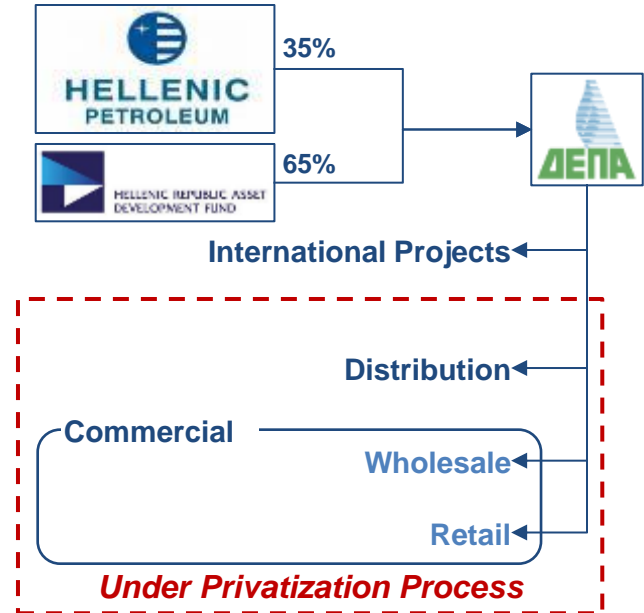 HELLENIC
PETROLEUM
35%
HELLENIC REPUBLIC ASSET
DEVELOPMENT FUND
65%
ΔΕΠΑ
International Projects
Distribution
Commercial
Wholesale
Retail
Under Privatization Process